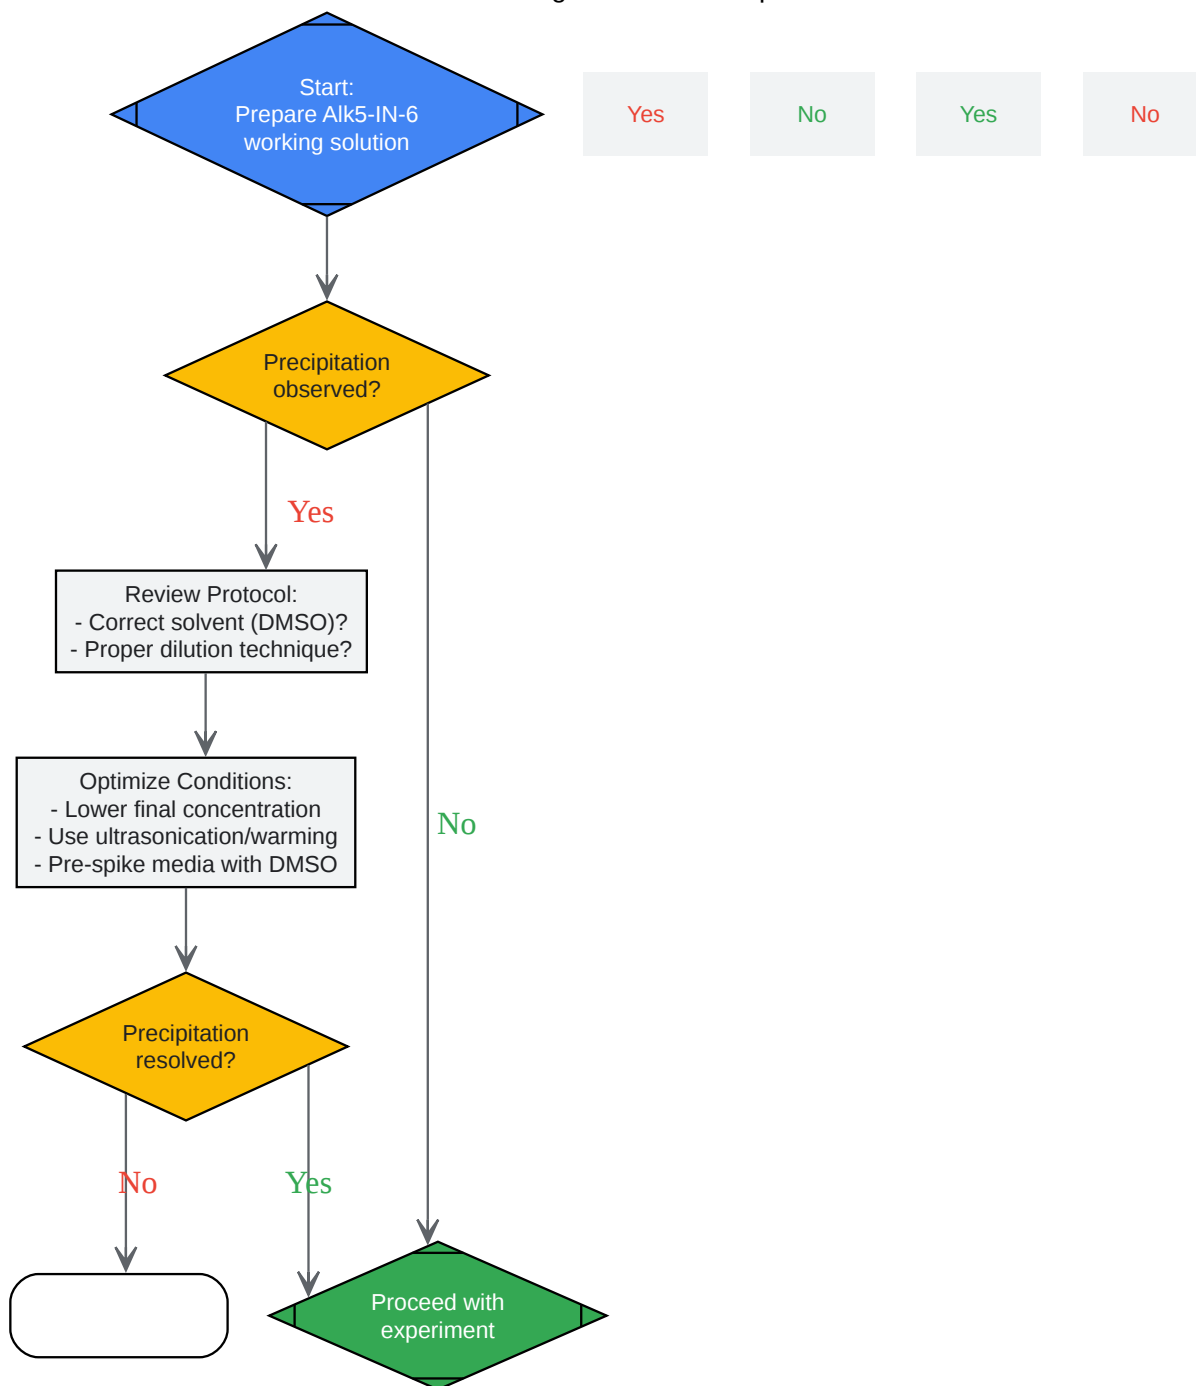 Start:
Prepare Alk5-IN-6
working solution
Yes
No
Yes
No
Precipitation
observed?
Yes
Review Protocol:
- Correct solvent (DMSO)?
- Proper dilution technique?
Optimize Conditions:
- Lower final concentration
- Use ultrasonication/warming
- Pre-spike media with DMSO
No
Precipitation
resolved?
No
Yes
Proceed with
experiment